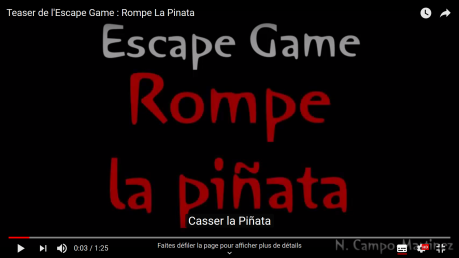 Teaser de l'Escape Game : Rompe La Pinata
Escape Game
Rompe
la piñata
Casser la Piñata
0:03 / 1:25
Faites défiler la page pour afficher plus de détails
N. Campo Martinez